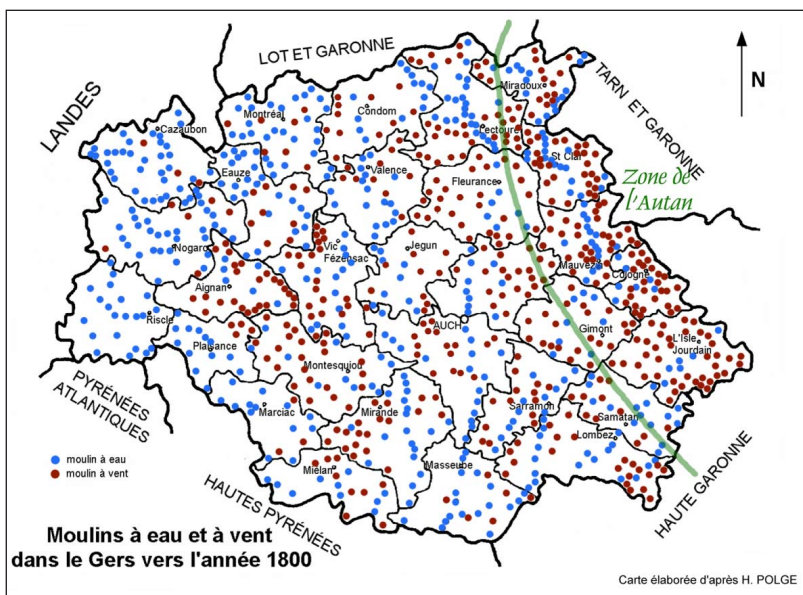 LOT ET GARONNE
LANDES
TARN ET GARONNE
N
Miradoux
Cazaubon
Montréal
Condom
Lectoure
St Clar
Eauze
Valence
Fleurance
Zone de
l'Autan
Nogaro
Vic
Fézensac
Jegun
Mauvezin
Cologne
Aignan
Riscle
AUCH
Gimont
L'Isle
Jourdain
Plaisance
Montesquiou
PYRÉNÉES
ATLANTIQUES
Marciac
Mirande
Sarramon
Samatan
Lombez
moulin à eau
moulin à vent
Miélan
Masseube
HAUTES PYRÉNÉES
HAUTE GARONNE
Moulins à eau et à vent
dans le Gers vers l'année 1800
Carte élaborée d'après H. POLGE